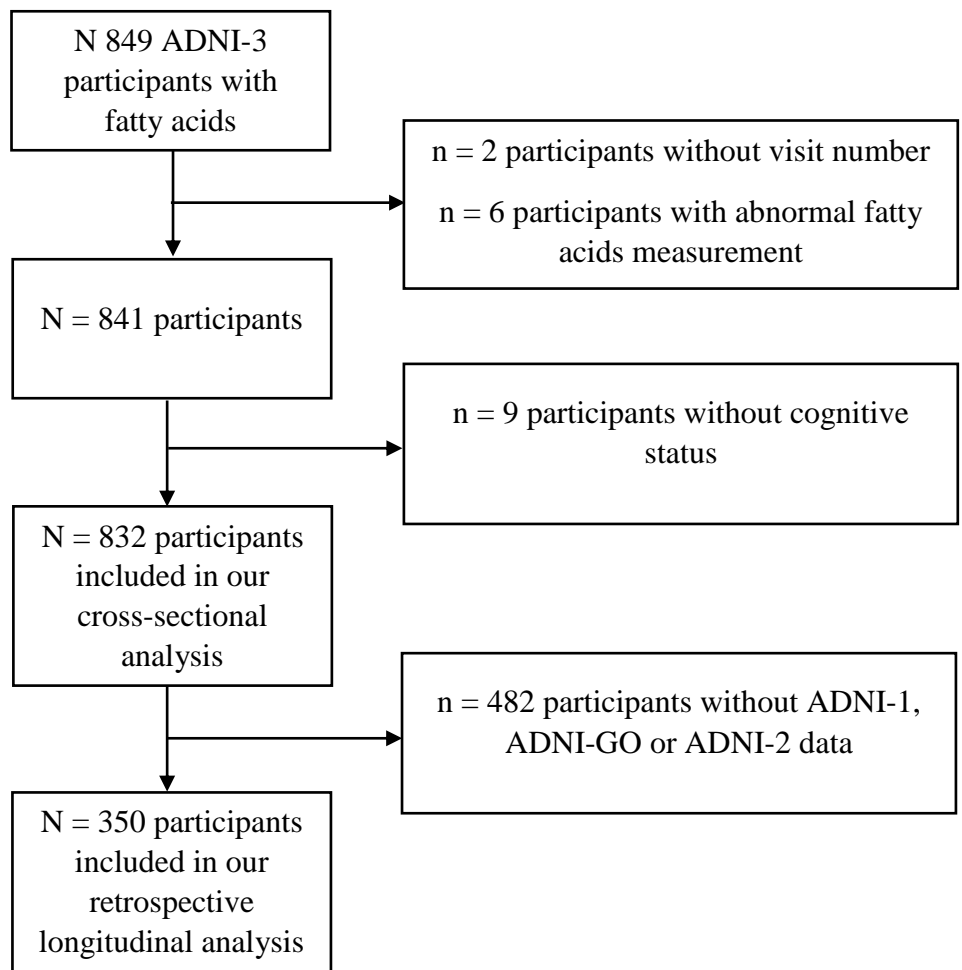 N 849 ADNI-3
participants with
fatty acids
n = 2 participants without visit number
n = 6 participants with abnormal fatty
acids measurement
N = 841 participants
n = 9 participants without cognitive
status
N = 832 participants
included in our
cross-sectional
analysis
n = 482 participants without ADNI-1,
ADNI-GO or ADNI-2 data
N = 350 participants
included in our
retrospective
longitudinal analysis